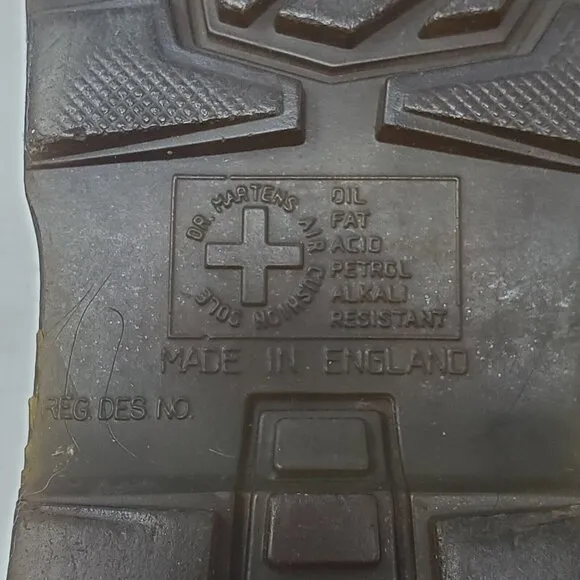 DR. MARTENS AIR CUSHION SOLE
OIL
FAT
ACID
PETROL
ALKALI
RESISTANT
MADE IN ENGLAND
REG. DES. NO.